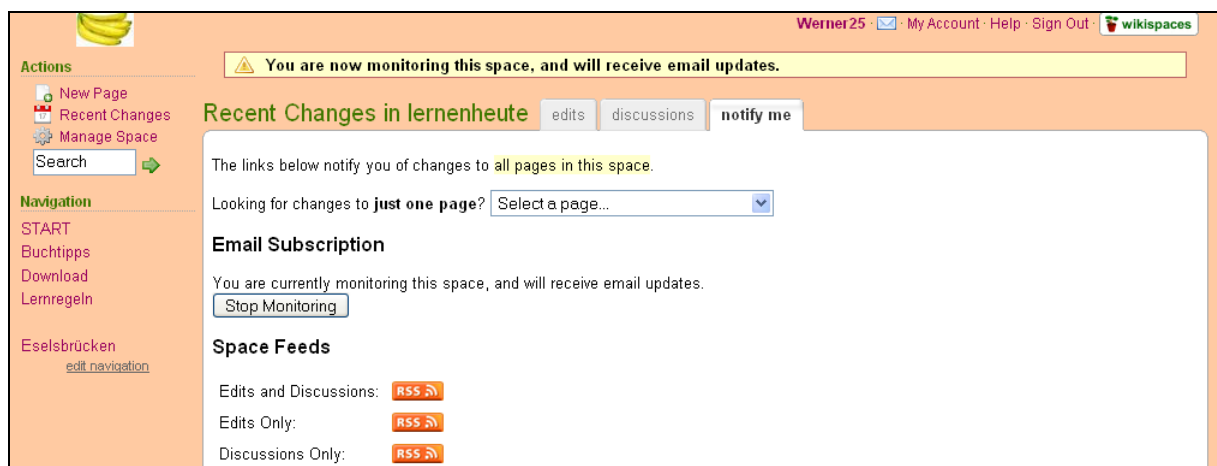 Werner25 · My Account · Help · Sign Out · wikispaces
Actions
New Page
Recent Changes
Manage Space
Search
Navigation
START
Buchtipps
Download
Lernregeln
Eselsbrücken
edit navigation
You are now monitoring this space, and will receive email updates.
Recent Changes in lernenheute edits discussions notify me
The links below notify you of changes to all pages in this space.
Looking for changes to just one page? Select a page...
Email Subscription
You are currently monitoring this space, and will receive email updates.
Stop Monitoring
Space Feeds
Edits and Discussions: RSS
Edits Only: RSS
Discussions Only: RSS